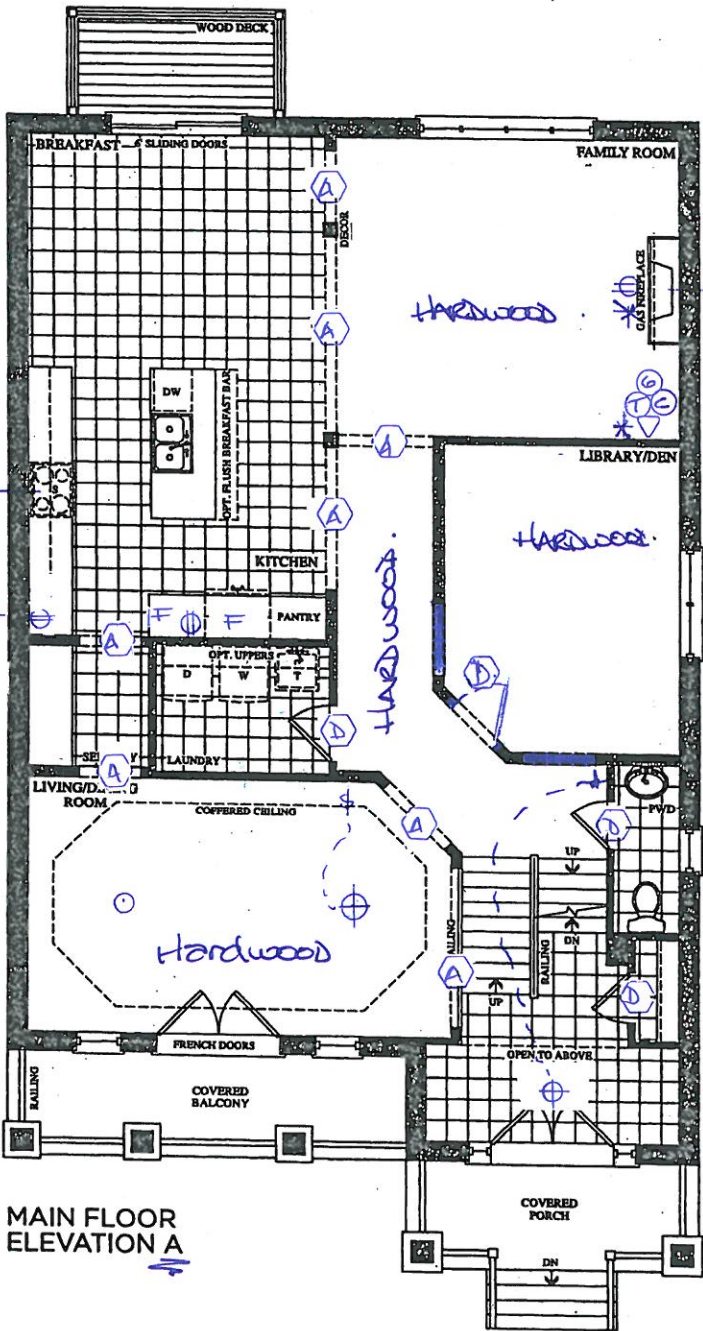 WOOD DECK
BREAKFAST
6' SLIDING DOORS
FAMILY ROOM
A
DECOR
HARDWOOD
GAS FIREPLACE
A
DW
OPT. FLUSH BREAKFAST BAR
6
T C
A
LIBRARY/DEN
A
HARDWOOD
KITCHEN
HARDWOOD
F
F
PANTRY
A
OPT. UPPERS
D
W
T
D
D
LAUNDRY
A
LIVING/DINING
ROOM
COFFERED CEILING
A
PWD
D
UP
DN
RAILING
RAILING
Hardwood
A
UP
D
FRENCH DOORS
OPEN TO ABOVE
RAILING
COVERED
BALCONY
COVERED
PORCH
MAIN FLOOR
ELEVATION A
DN